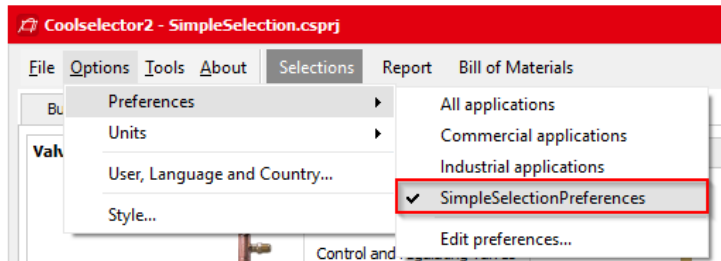 Coolselector2 - SimpleSelection.csprj
File Options Tools About Selections Report Bill of Materials
Preferences
Units
User, Language and Country...
Style...
All applications
Commercial applications
Industrial applications
SimpleSelectionPreferences
Edit preferences...
Control and